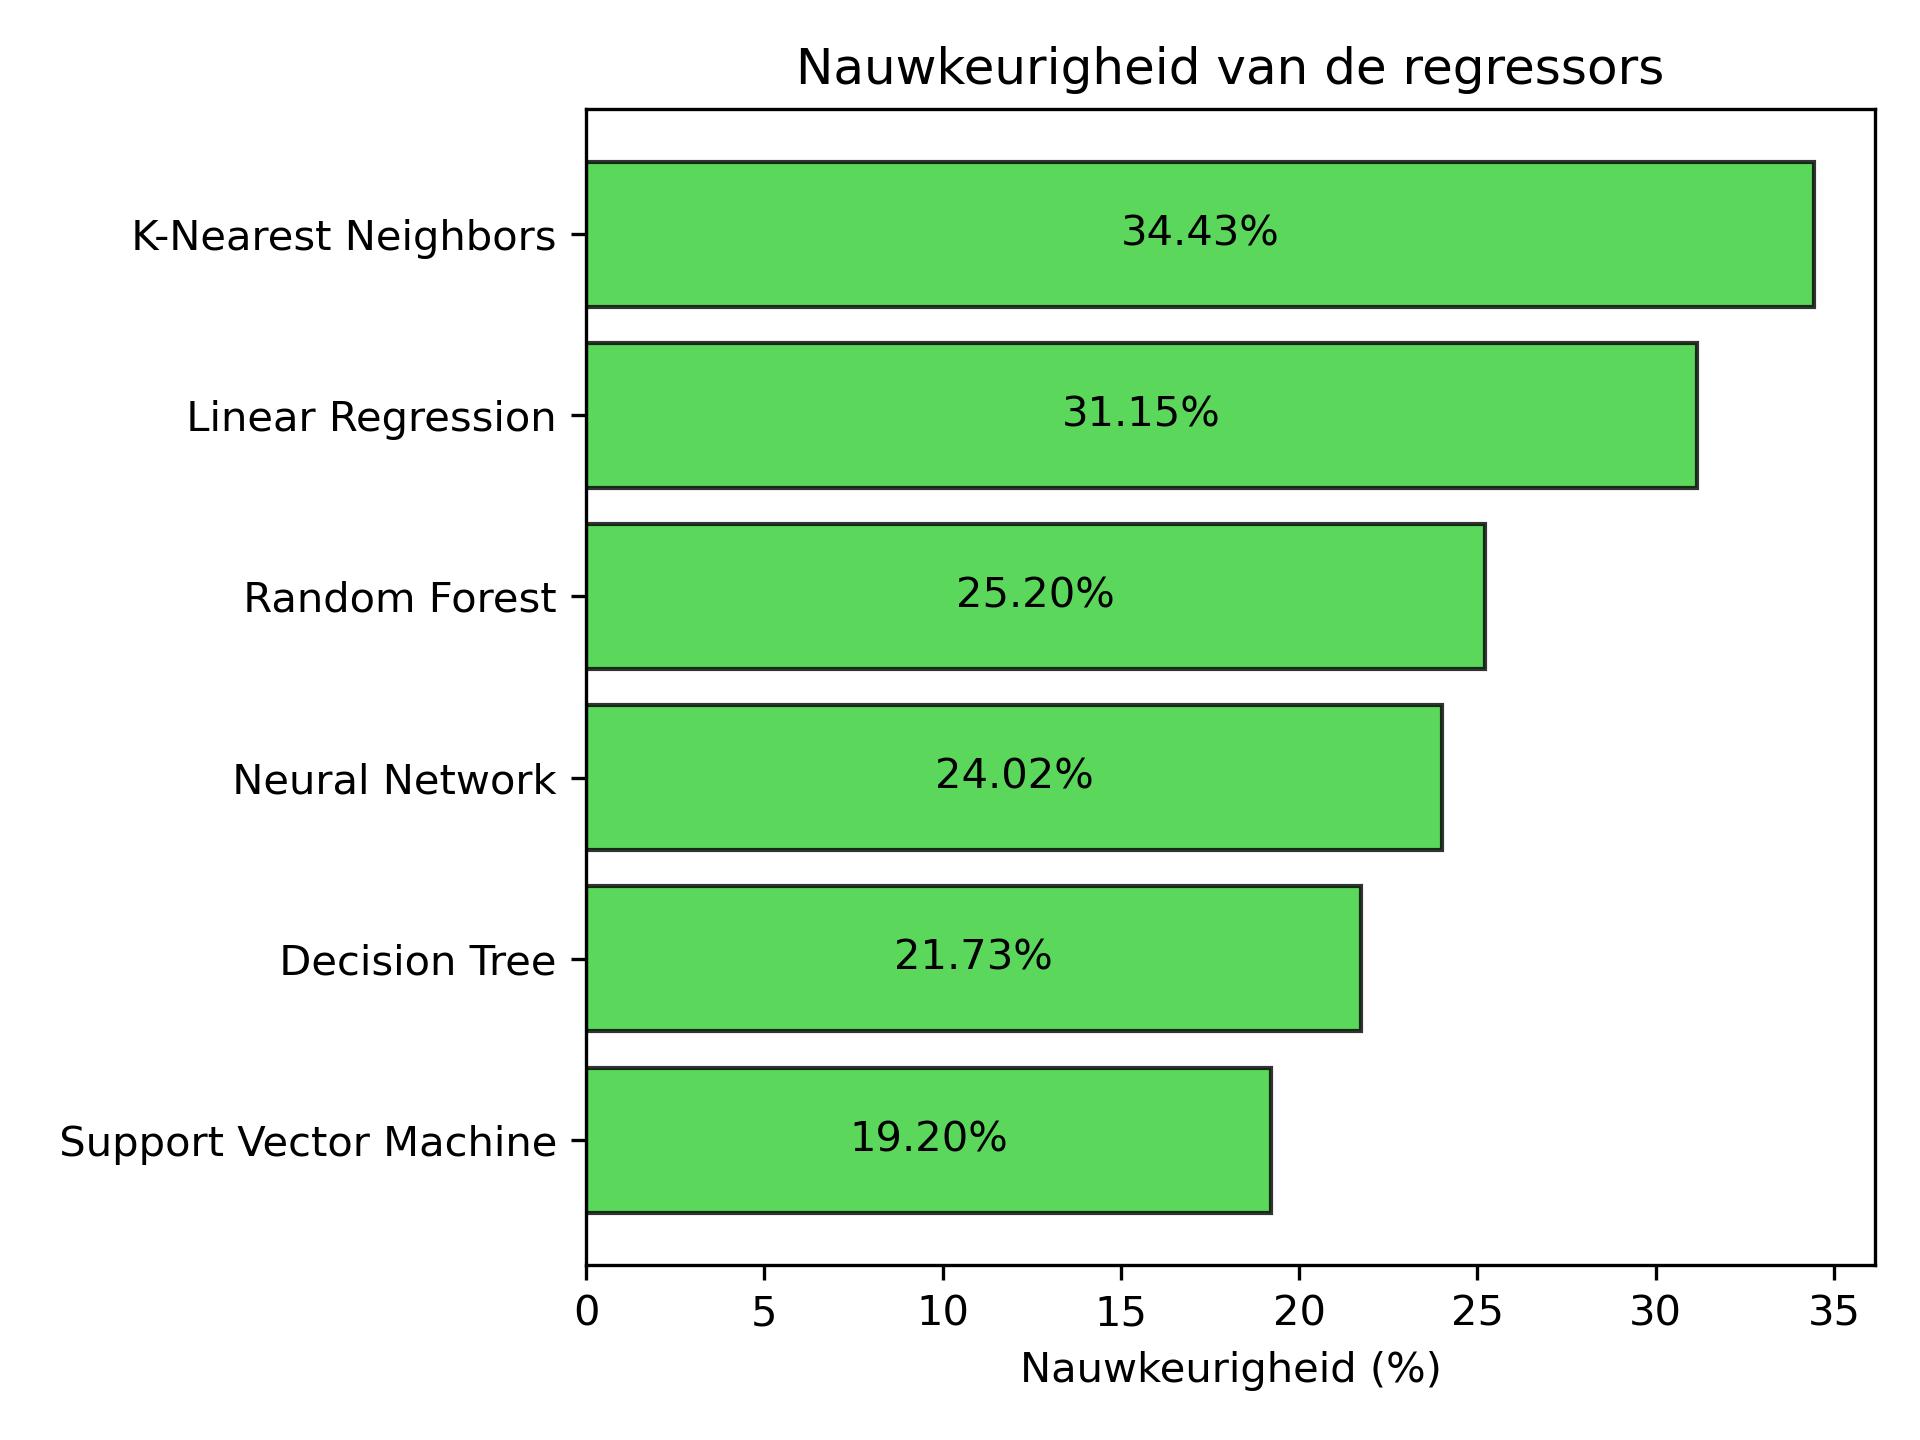 Nauwkeurigheid van de regressors
K-Nearest Neighbors
34.43%
Linear Regression
31.15%
Random Forest
25.20%
Neural Network
24.02%
Decision Tree
21.73%
Support Vector Machine
19.20%
0 5 10 15 20 25 30 35
Nauwkeurigheid (%)